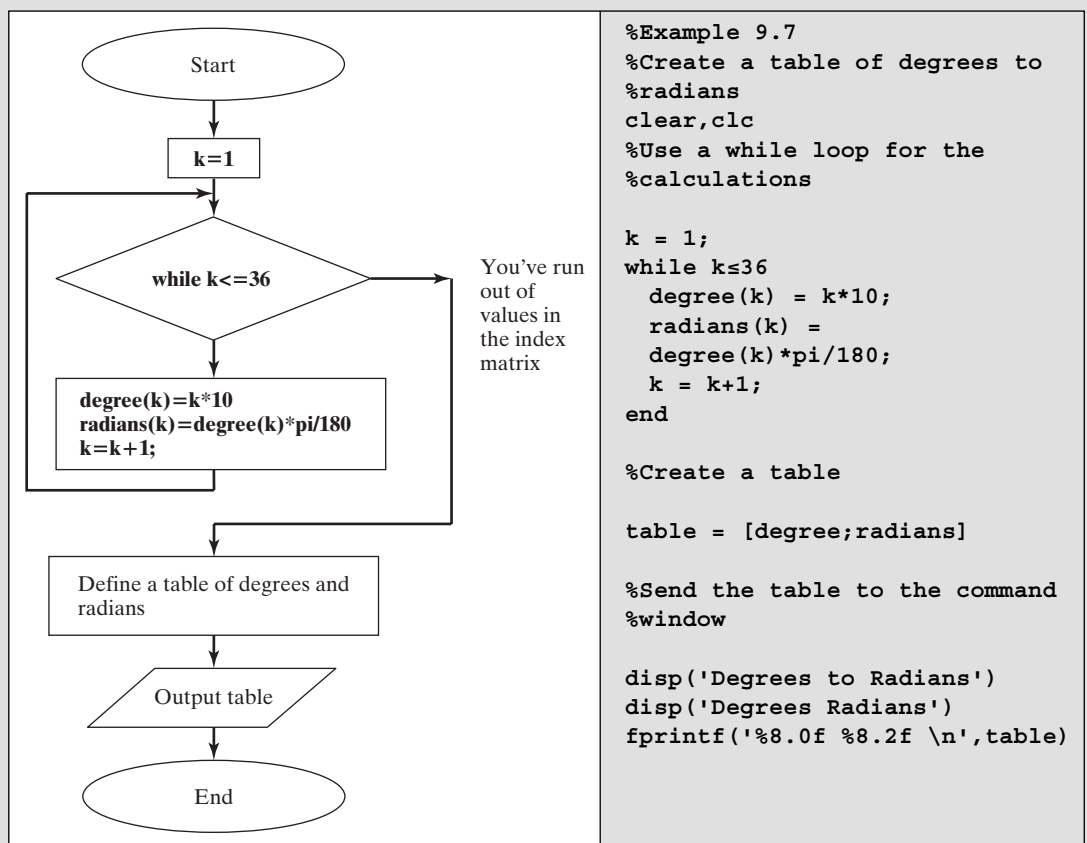 Start
k=1
while k<=36
You've run
out of
values in
the index
matrix
degree(k)=k*10
radians(k)=degree(k)*pi/180
k=k+1;
Define a table of degrees and
radians
Output table
End
%Example 9.7
%Create a table of degrees to
%radians
clear,clc
%Use a while loop for the
%calculations
k = 1;
while k≤36
degree(k) = k*10;
radians(k) =
degree(k)*pi/180;
k = k+1;
end
%Create a table
table = [degree;radians]
%Send the table to the command
%window
disp('Degrees to Radians')
disp('Degrees Radians')
fprintf('%8.0f %8.2f \n',table)